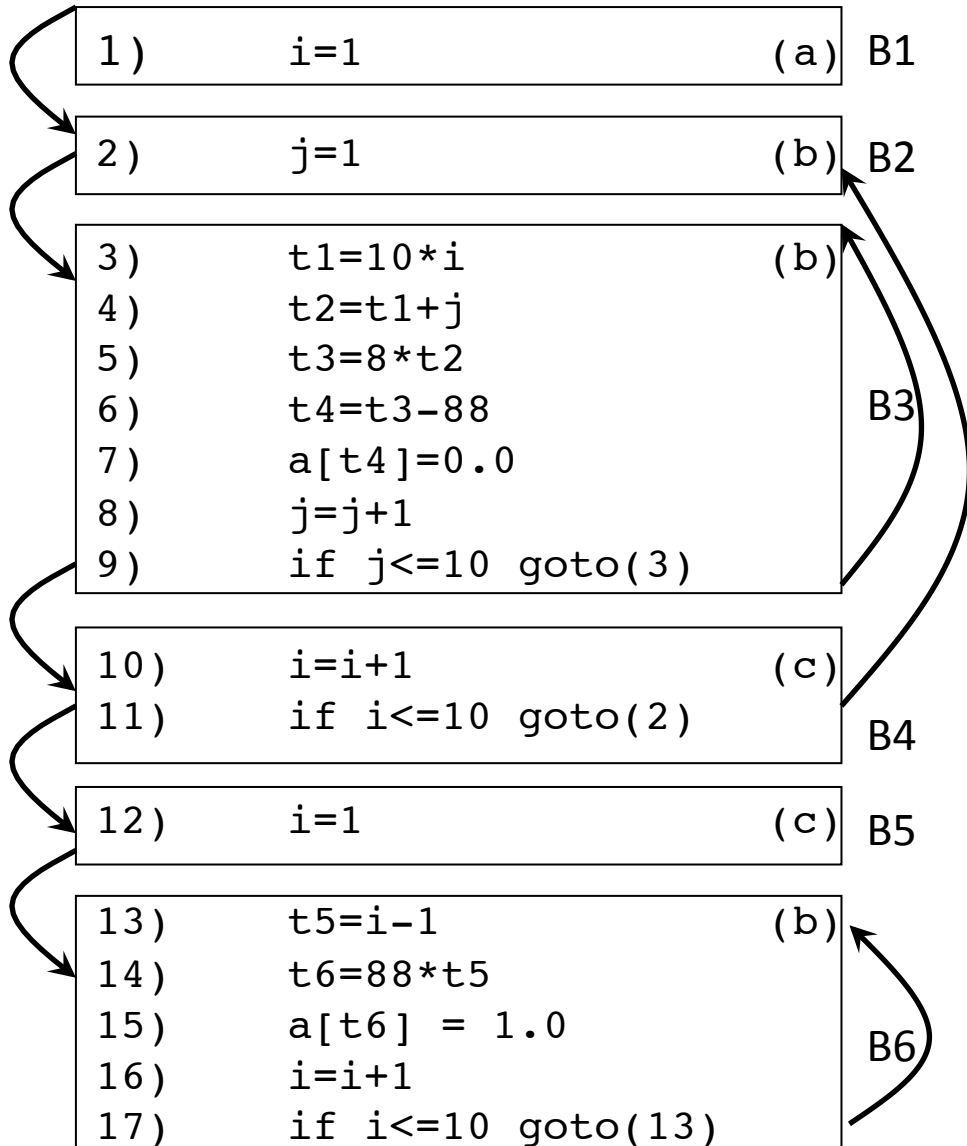 1) i=1 (a) B1
2) j=1 (b) B2
3) t1=10*i (b)
4) t2=t1+j
5) t3=8*t2
6) t4=t3-88 B3
7) a[t4]=0.0
8) j=j+1
9) if j<=10 goto(3)
10) i=i+1 (c)
11) if i<=10 goto(2) B4
12) i=1 (c) B5
13) t5=i-1 (b)
14) t6=88*t5
15) a[t6] = 1.0 B6
16) i=i+1
17) if i<=10 goto(13)